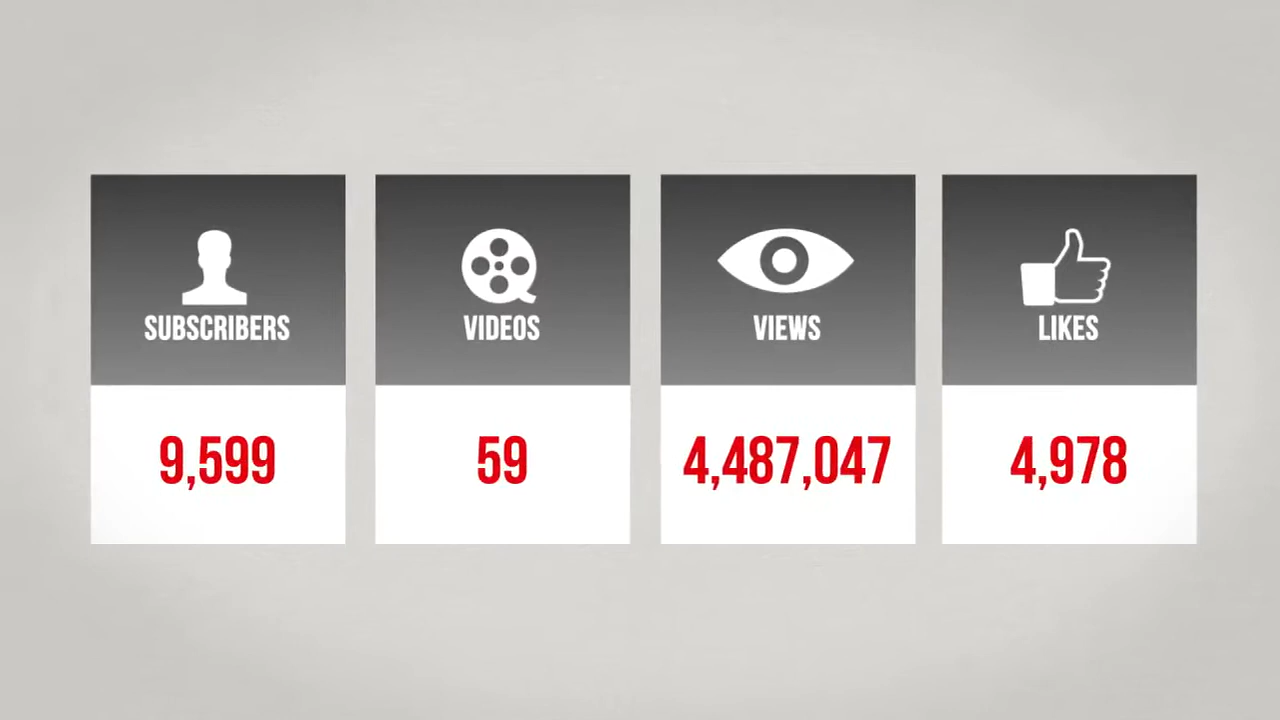 SUBSCRIBERS
VIDEOS
VIEWS
LIKES
9,599
59
4,487,047
4,978